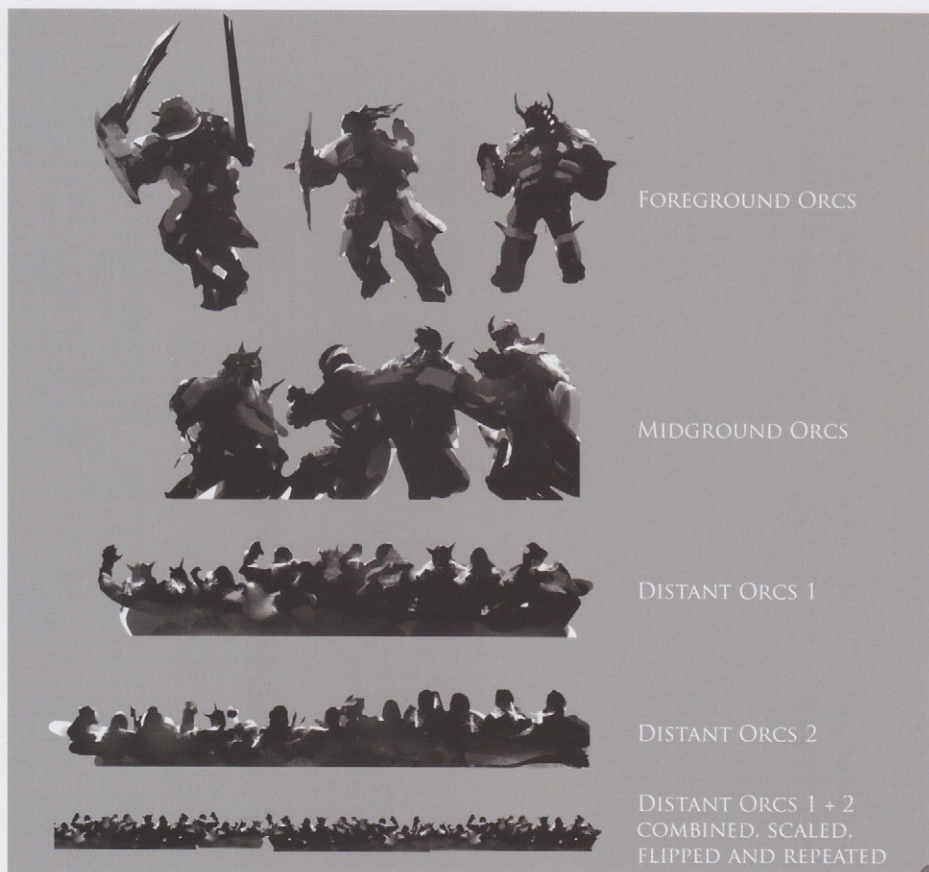 Foreground Orcs
Midground Orcs
Distant Orcs 1
Distant Orcs 2
Distant Orcs 1 + 2
combined, scaled,
flipped and repeated